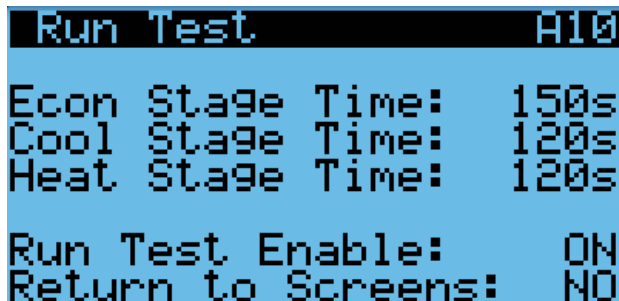 Run Test A10
Econ Stage Time: 150s
Cool Stage Time: 120s
Heat Stage Time: 120s
Run Test Enable: ON
Return to Screens: NO